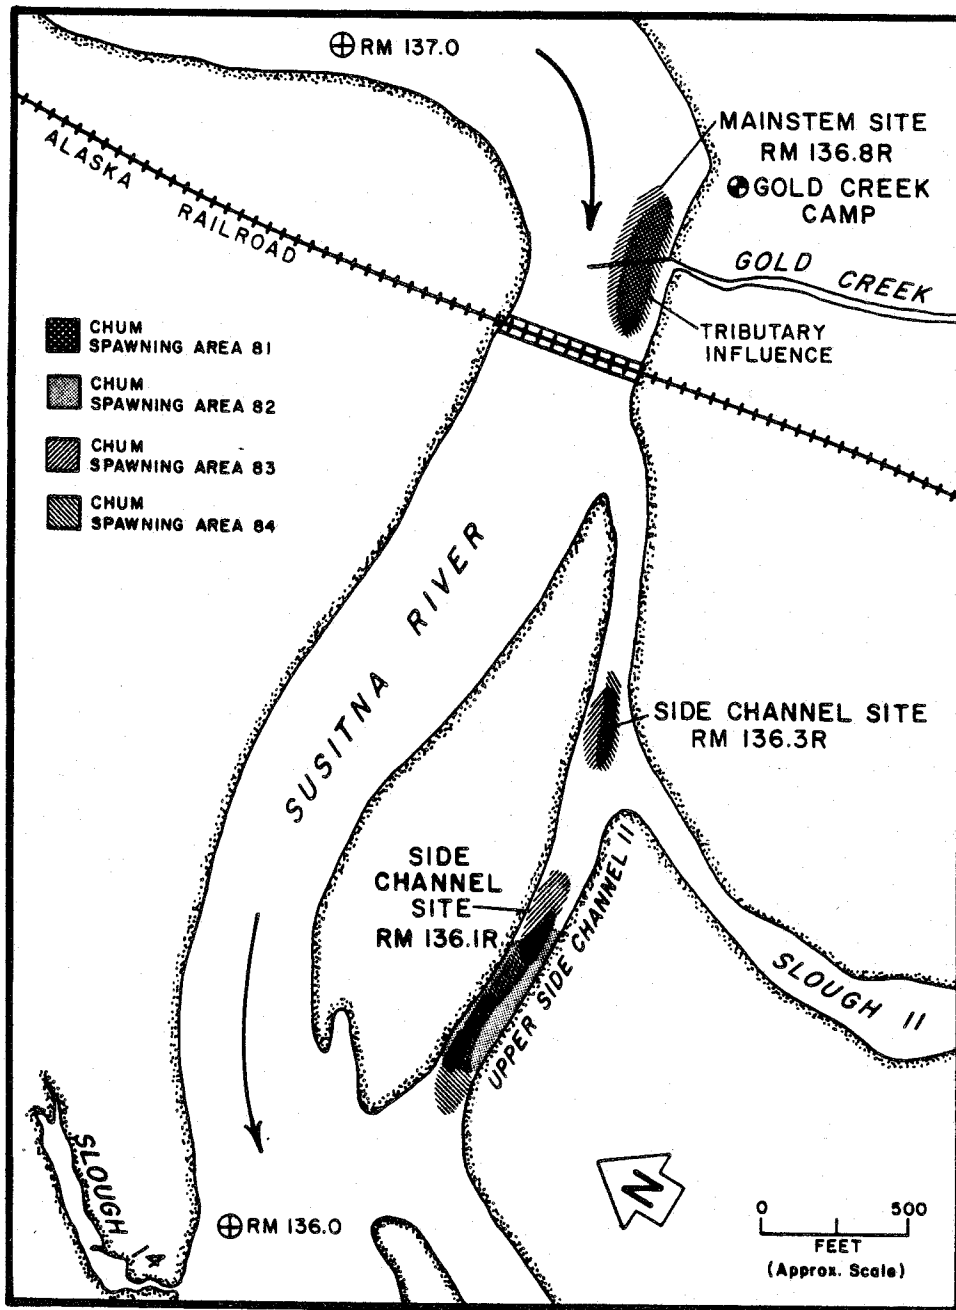 RM 137.0
MAINSTEM SITE
RM 136.8R
GOLD CREEK
CAMP
ALASKA
RAILROAD
GOLD CREEK
TRIBUTARY
INFLUENCE
CHUM
SPAWNING AREA 81
CHUM
SPAWNING AREA 82
CHUM
SPAWNING AREA 83
CHUM
SPAWNING AREA 84
SUSITNA RIVER
SIDE CHANNEL SITE
RM 136.3R
SIDE
CHANNEL
SITE
RM 136.1R
UPPER SIDE CHANNEL 11
SLOUGH 11
SLOUGH 14
RM 136.0
N
0 500
FEET
(Approx. Scale)